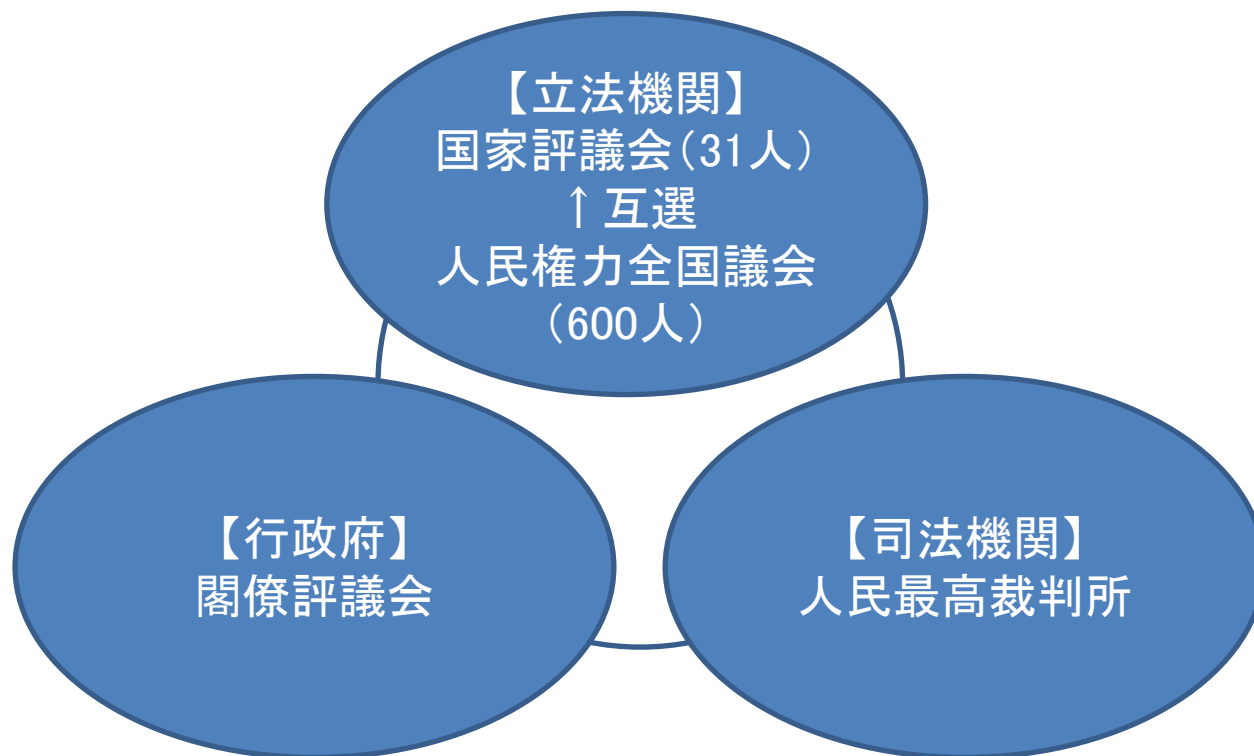 【立法機関】
国家評議会（31人）
↑互選
人民権力全国議会
（600人）
【行政府】
閣僚評議会
【司法機関】
人民最高裁判所